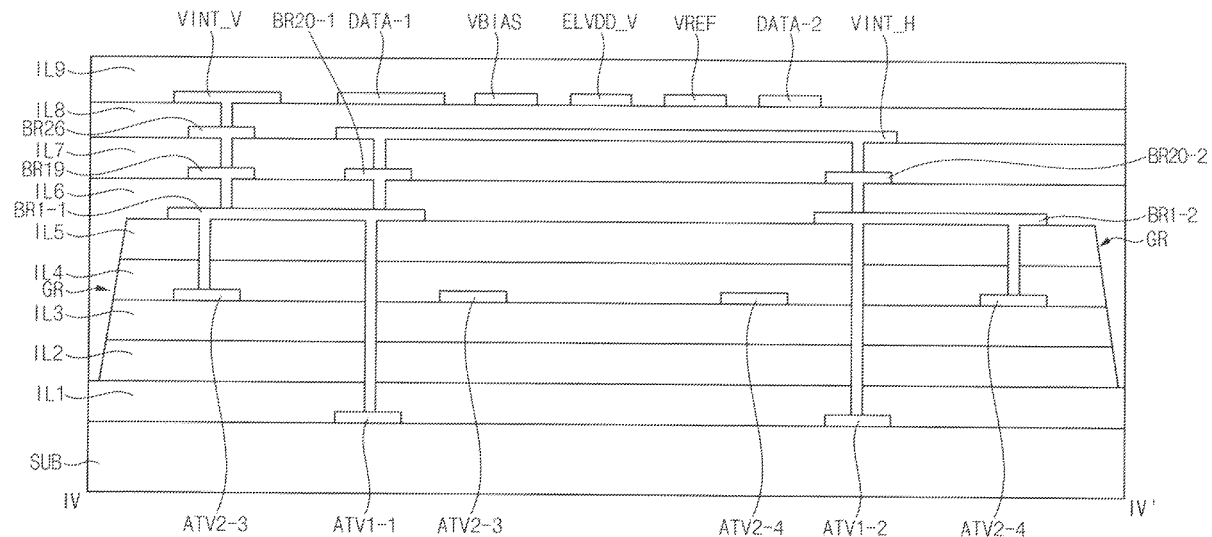 VINT_V BR20-1 DATA-1 VBIAS ELVDD_V VREF DATA-2 VINT_H
IL9
IL8
BR26
IL7
BR19
BR20-2
IL6
BR1-1
BR1-2
IL5
GR
IL4
GR
IL3
IL2
IL1
SUB
IV IV'
ATV2-3 ATV1-1 ATV2-3 ATV2-4 ATV1-2 ATV2-4